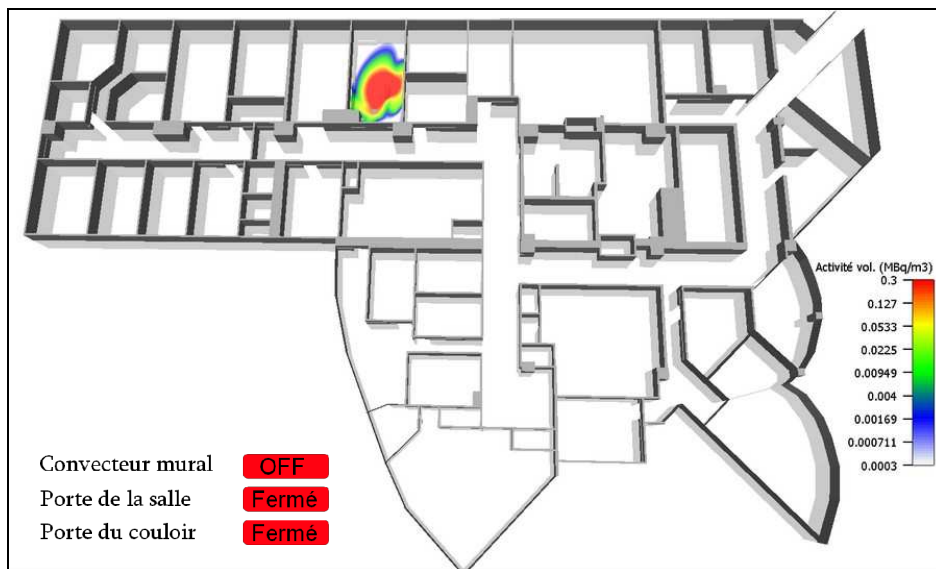 Activité vol. (MBq/m3)
0.3
0.127
0.0533
0.0225
0.00949
0.004
0.00169
0.000711
0.0003
Convecteur mural OFF
Porte de la salle Fermé
Porte du couloir Fermé